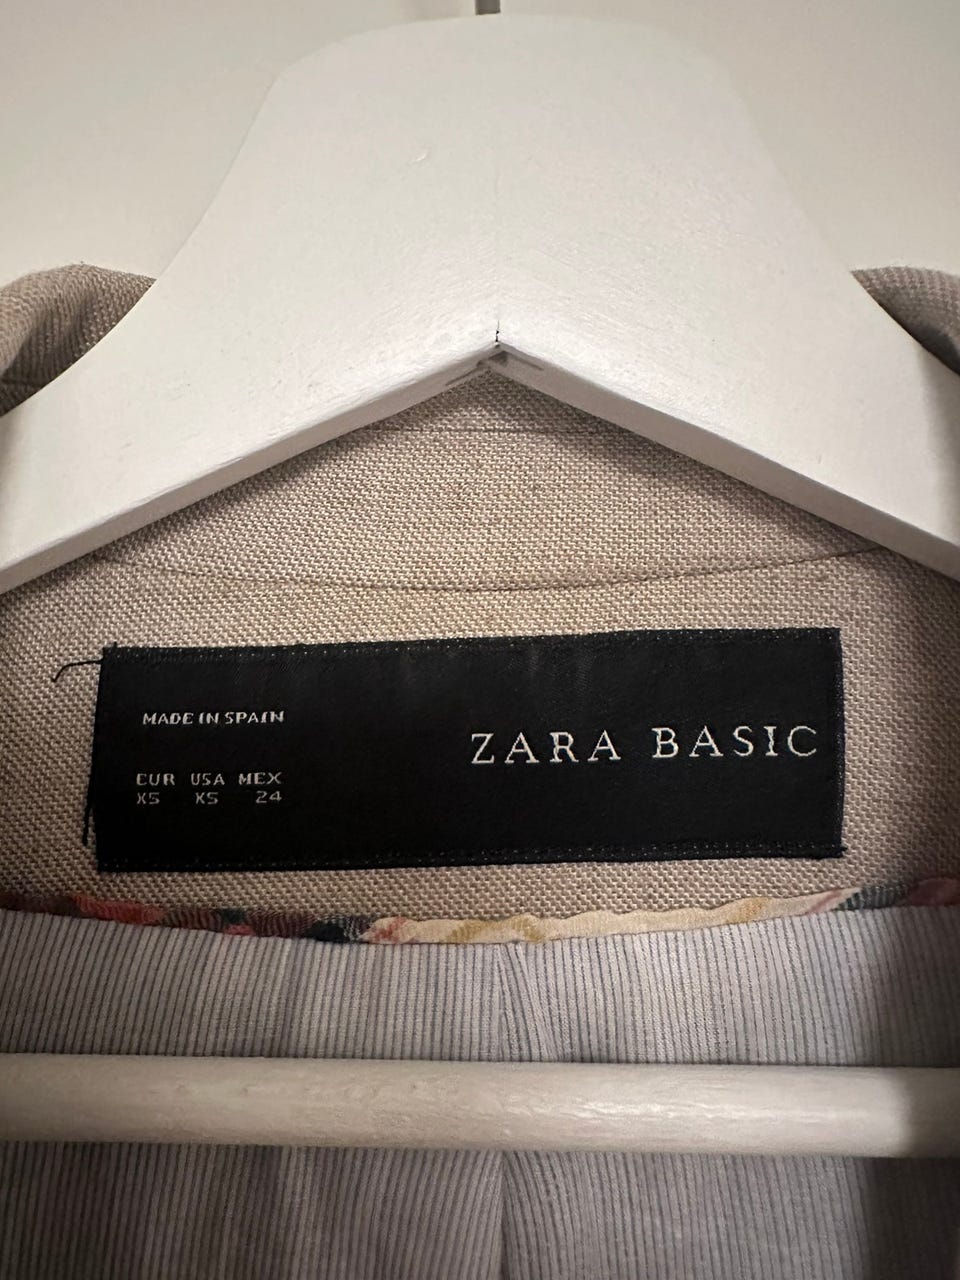 MADE IN SPAIN
EUR USA MEX
XS XS 24
ZARA BASIC